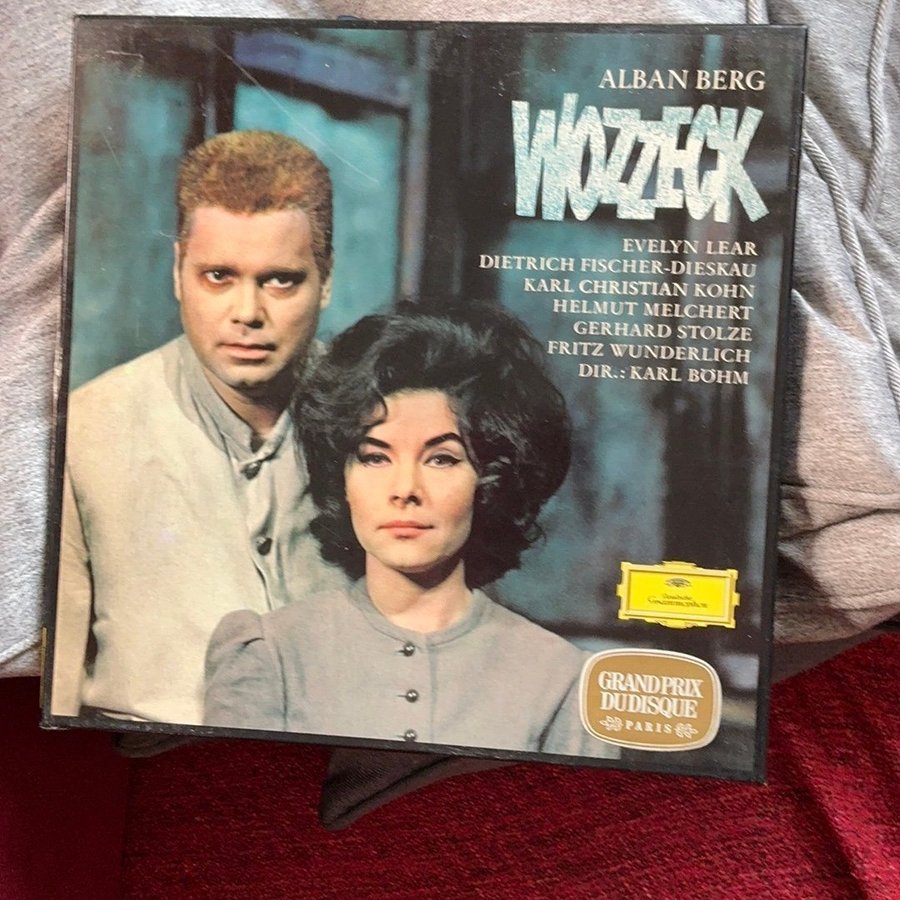 ALBAN BERG
WOZZECK
EVELYN LEAR
DIETRICH FISCHER-DIESKAU
KARL CHRISTIAN KOHN
HELMUT MELCHERT
GERHARD STOLZE
FRITZ WUNDERLICH
DIR.: KARL BÖHM
Deutsche
Grammophon
GRAND PRIX
DU DISQUE
PARIS